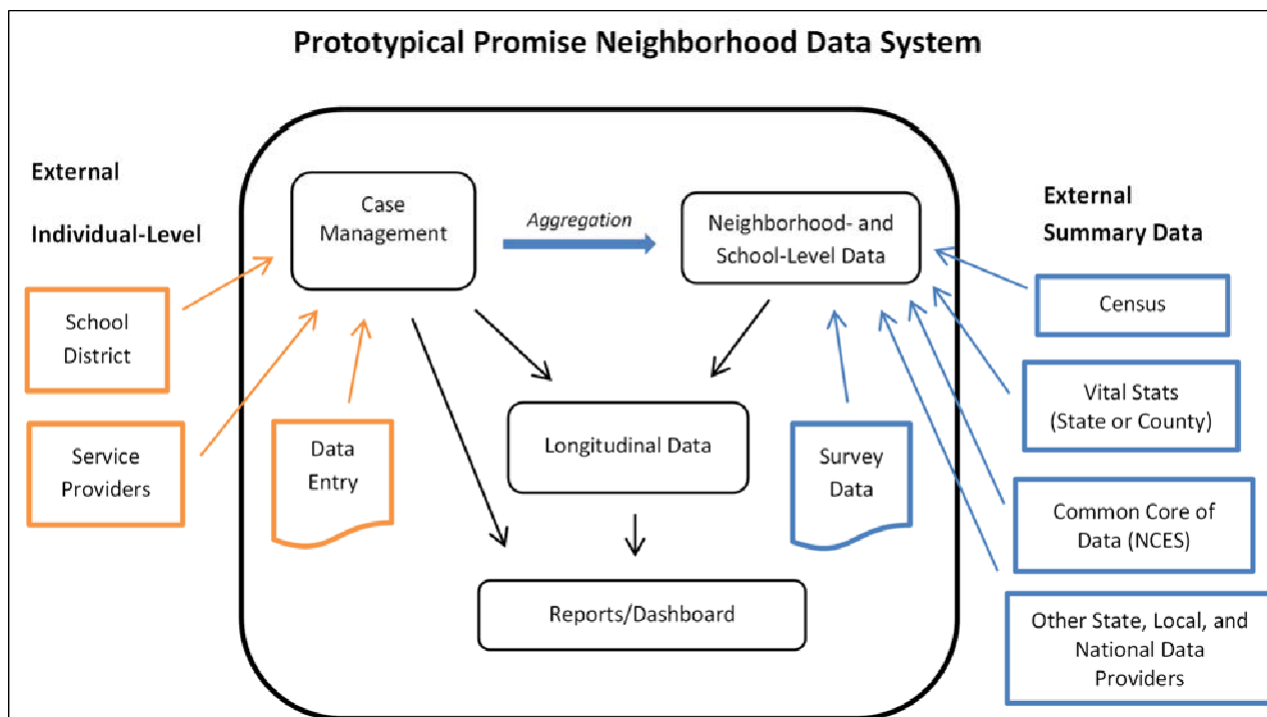 Prototypical Promise Neighborhood Data System
External
Individual-Level
School
District
Service
Providers
Case
Management
Data
Entry
Aggregation
Neighborhood- and
School-Level Data
Longitudinal Data
Survey
Data
Reports/Dashboard
External
Summary Data
Census
Vital Stats
(State or County)
Common Core of
Data (NCES)
Other State, Local, and
National Data
Providers